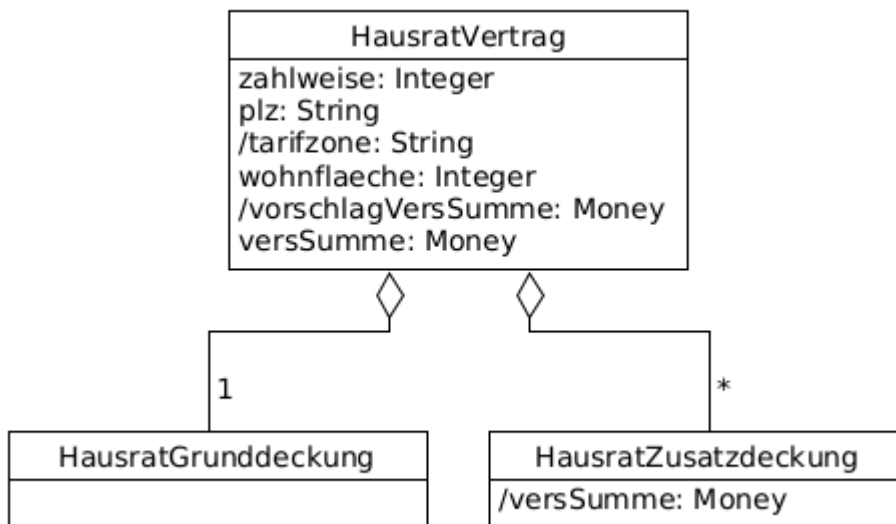 HausratVertrag
zahlweise: Integer
plz: String
/tarifzone: String
wohnflaeche: Integer
/vorschlagVersSumme: Money
versSumme: Money
1
*
HausratGrunddeckung
HausratZusatzdeckung
/versSumme: Money